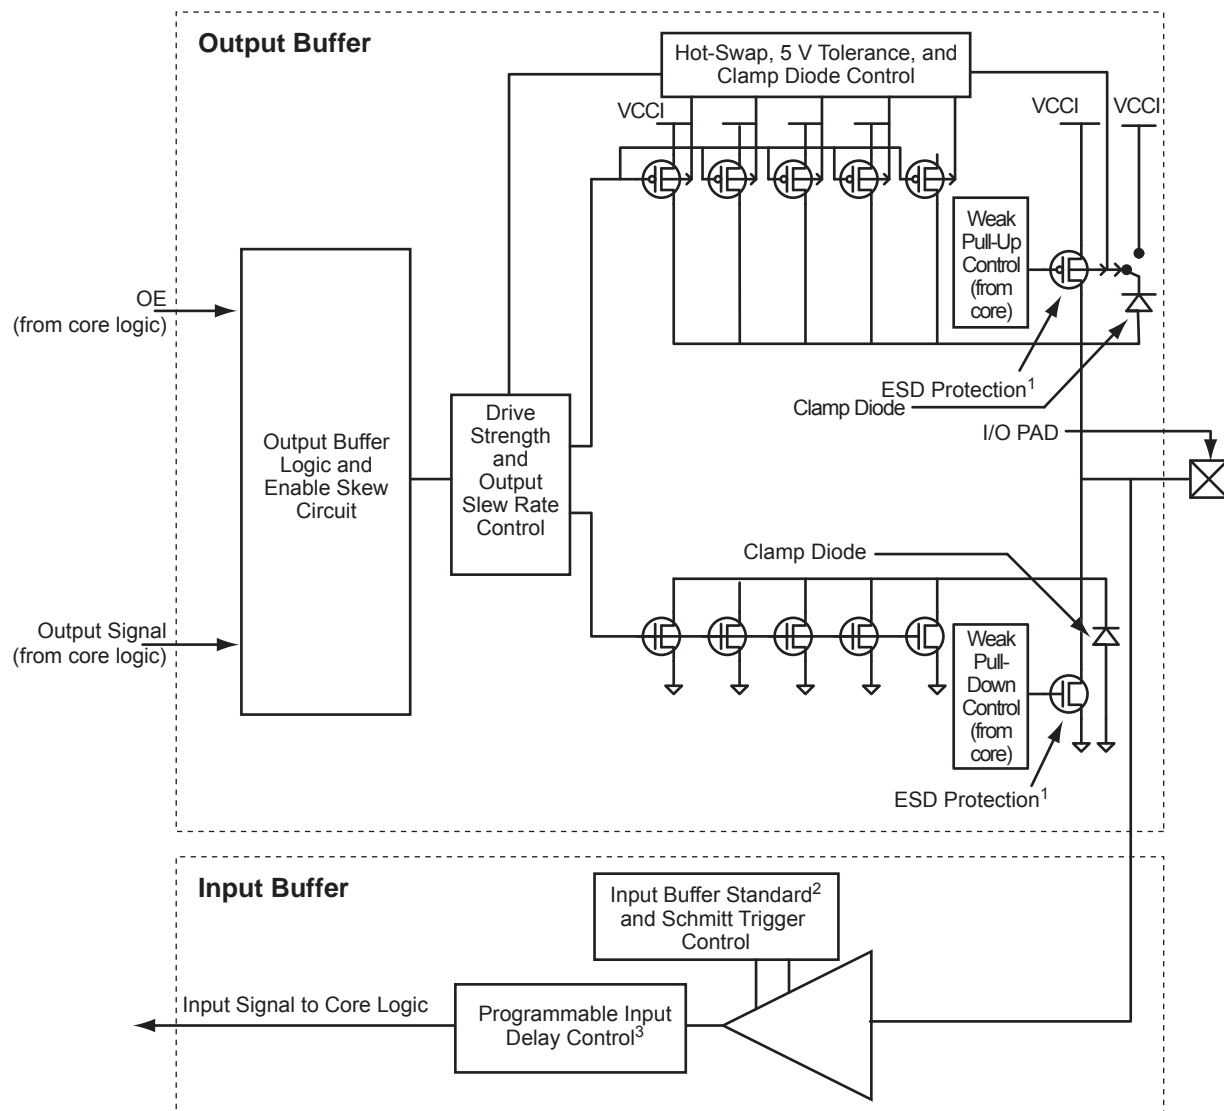 Output Buffer
Hot-Swap, 5 V Tolerance, and
Clamp Diode Control
VCCI
VCCI
VCCI
Weak
Pull-Up
Control
(from
core)
OE
(from core logic)
ESD Protection1
Clamp Diode
I/O PAD
Output Buffer
Logic and
Enable Skew
Circuit
Drive
Strength
and
Output
Slew Rate
Control
Clamp Diode
Output Signal
(from core logic)
Weak
Pull-
Down
Control
(from
core)
ESD Protection1
Input Buffer
Input Buffer Standard2
and Schmitt Trigger
Control
Input Signal to Core Logic
Programmable Input
Delay Control3